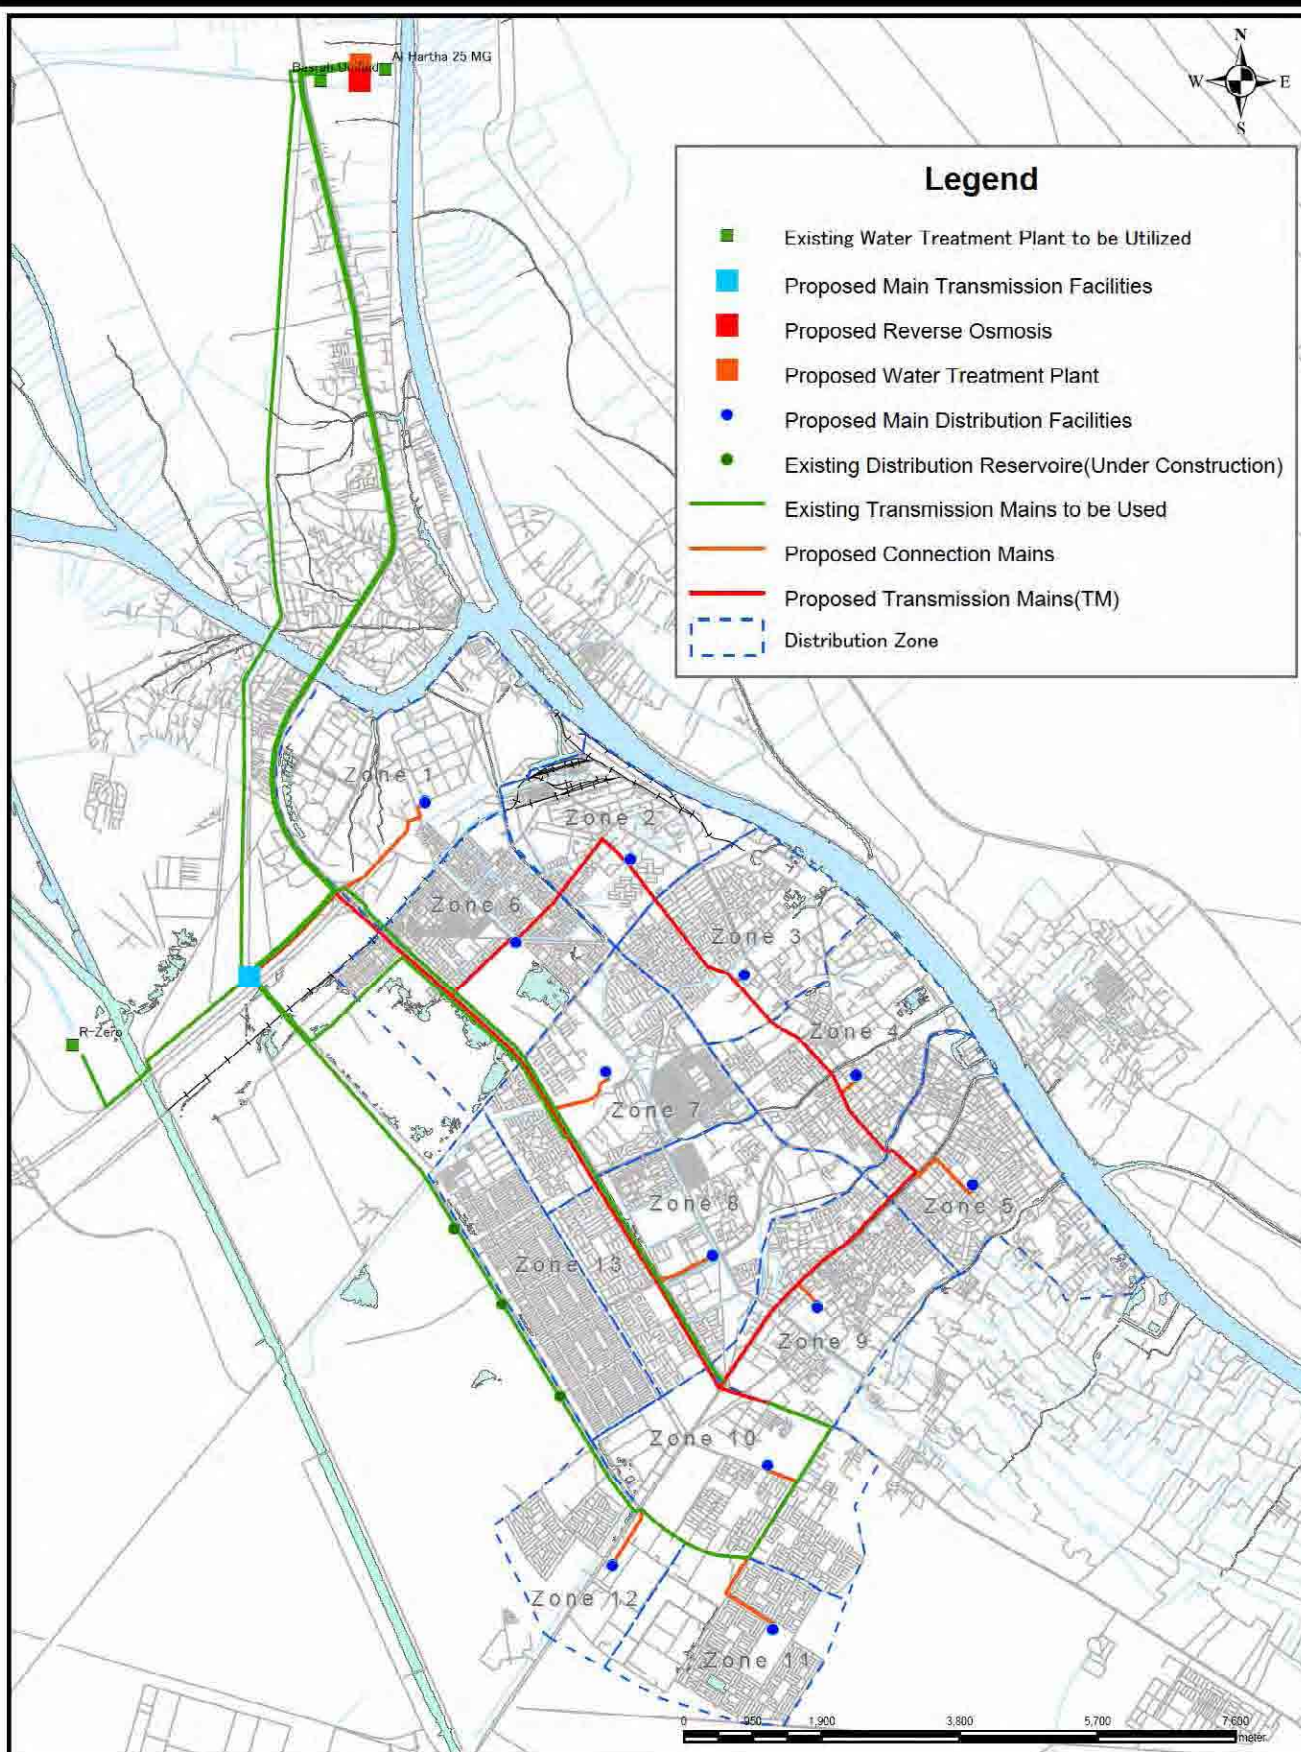 Basrah Unified
Al Hartha 25 MG
N
W
E
S
Legend
Existing Water Treatment Plant to be Utilized
Proposed Main Transmission Facilities
Proposed Reverse Osmosis
Proposed Water Treatment Plant
Proposed Main Distribution Facilities
Existing Distribution Reservoire(Under Construction)
Existing Transmission Mains to be Used
Proposed Connection Mains
Proposed Transmission Mains(TM)
Distribution Zone
Zone 1
Zone 2
Zone 6
Zone 3
R-Zero
Zone 4
Zone 7
Zone 8
Zone 5
Zone 13
Zone 9
Zone 10
Zone 12
Zone 11
0 950 1,900 3,800 5,700 7,600
meter